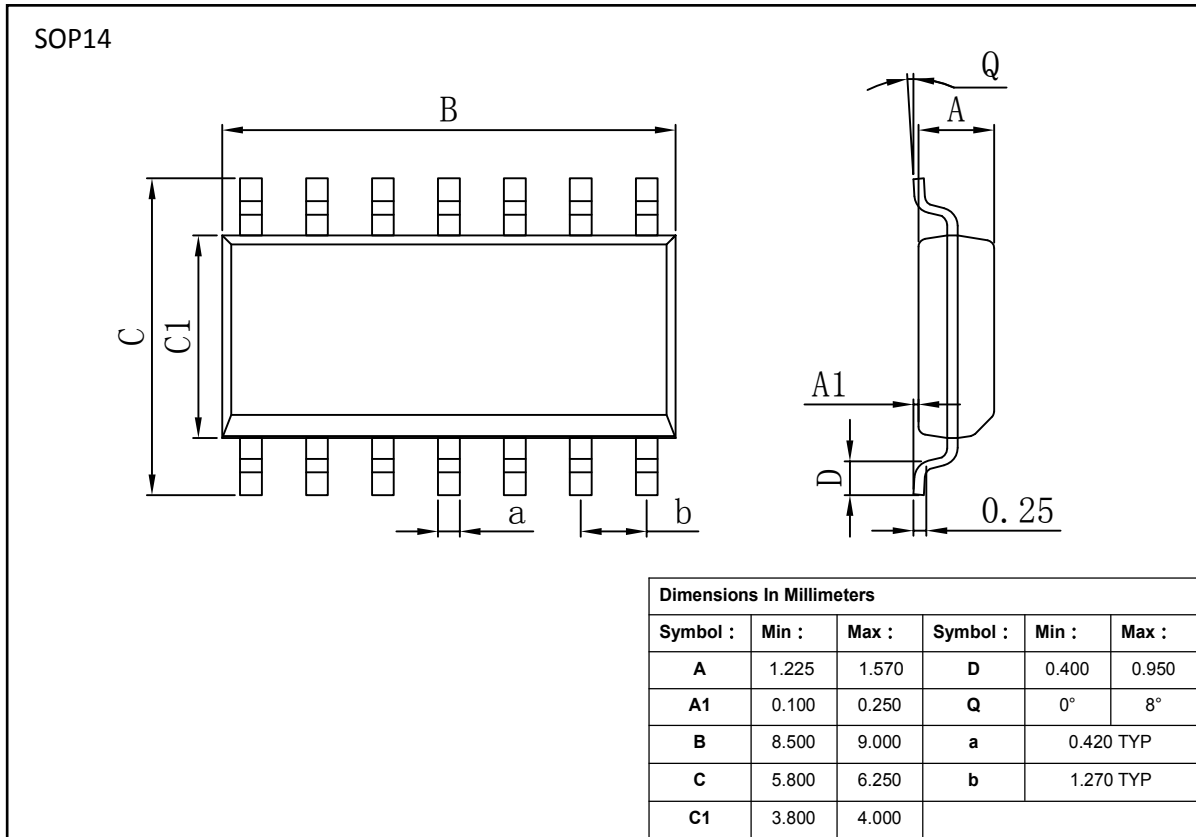 SOP14
Q
B
A
C
C1
A1
D
a
b
0.25
Dimensions In Millimeters
Symbol： Min： Max： Symbol： Min： Max：
A 1.225 1.570 D 0.400 0.950
A1 0.100 0.250 Q 0° 8°
B 8.500 9.000 a 0.420 TYP
C 5.800 6.250 b 1.270 TYP
C1 3.800 4.000